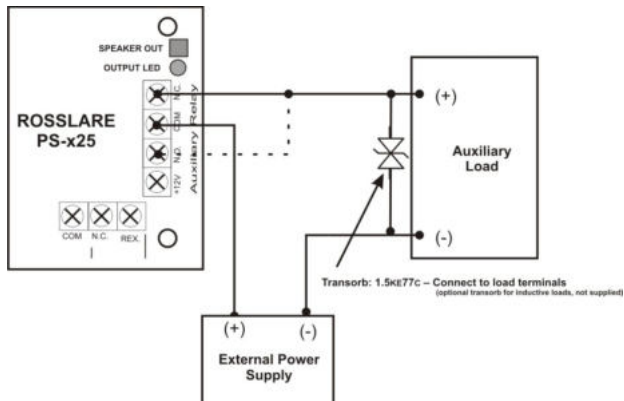 SPEAKER OUT
OUTPUT LED
ROSSLARE
PS-x25
N.C.
COM
N.O.
+12V
Auxiliary Relay
COM N.C. REX.
(+)
Auxiliary
Load
(-)
Transorb: 1.5KE77C – Connect to load terminals
(optional transorb for inductive loads, not supplied)
(+) (-)
External Power
Supply